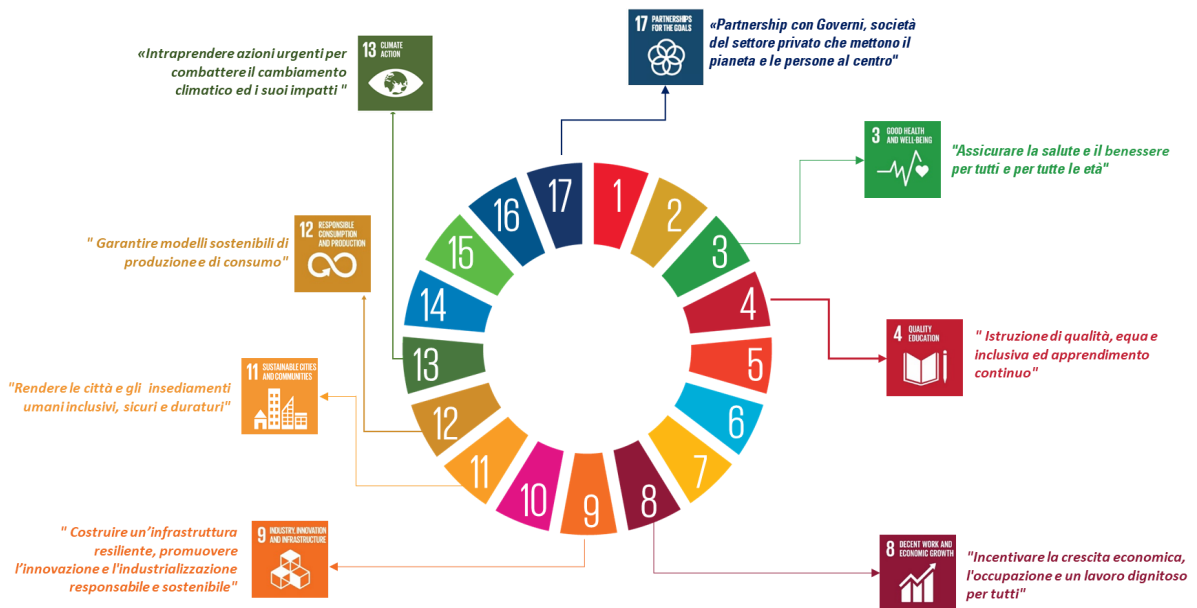 13 CLIMATE
ACTION
«Intraprendere azioni urgenti per
combattere il cambiamento
climatico ed i suoi impatti "
17 PARTNERSHIPS
FOR THE GOALS
«Partnership con Governi, società
del settore privato che mettono il
pianeta e le persone al centro"
3 GOOD HEALTH
AND WELL-BEING
"Assicurare la salute e il benessere
per tutti e per tutte le età"
12 RESPONSIBLE
CONSUMPTION
AND PRODUCTION
" Garantire modelli sostenibili di
produzione e di consumo"
4 QUALITY
EDUCATION
" Istruzione di qualità, equa e
inclusiva ed apprendimento
continuo"
11 SUSTAINABLE CITIES
AND COMMUNITIES
"Rendere le città e gli insediamenti
umani inclusivi, sicuri e duraturi"
9 INDUSTRY, INNOVATION
AND INFRASTRUCTURE
" Costruire un’infrastruttura
resiliente, promuovere
l’innovazione e l'industrializzazione
responsabile e sostenibile"
8 DECENT WORK AND
ECONOMIC GROWTH
"Incentivare la crescita economica,
l'occupazione e un lavoro dignitoso
per tutti"
1
2
3
4
5
6
7
8
9
10
11
12
13
14
15
16
17